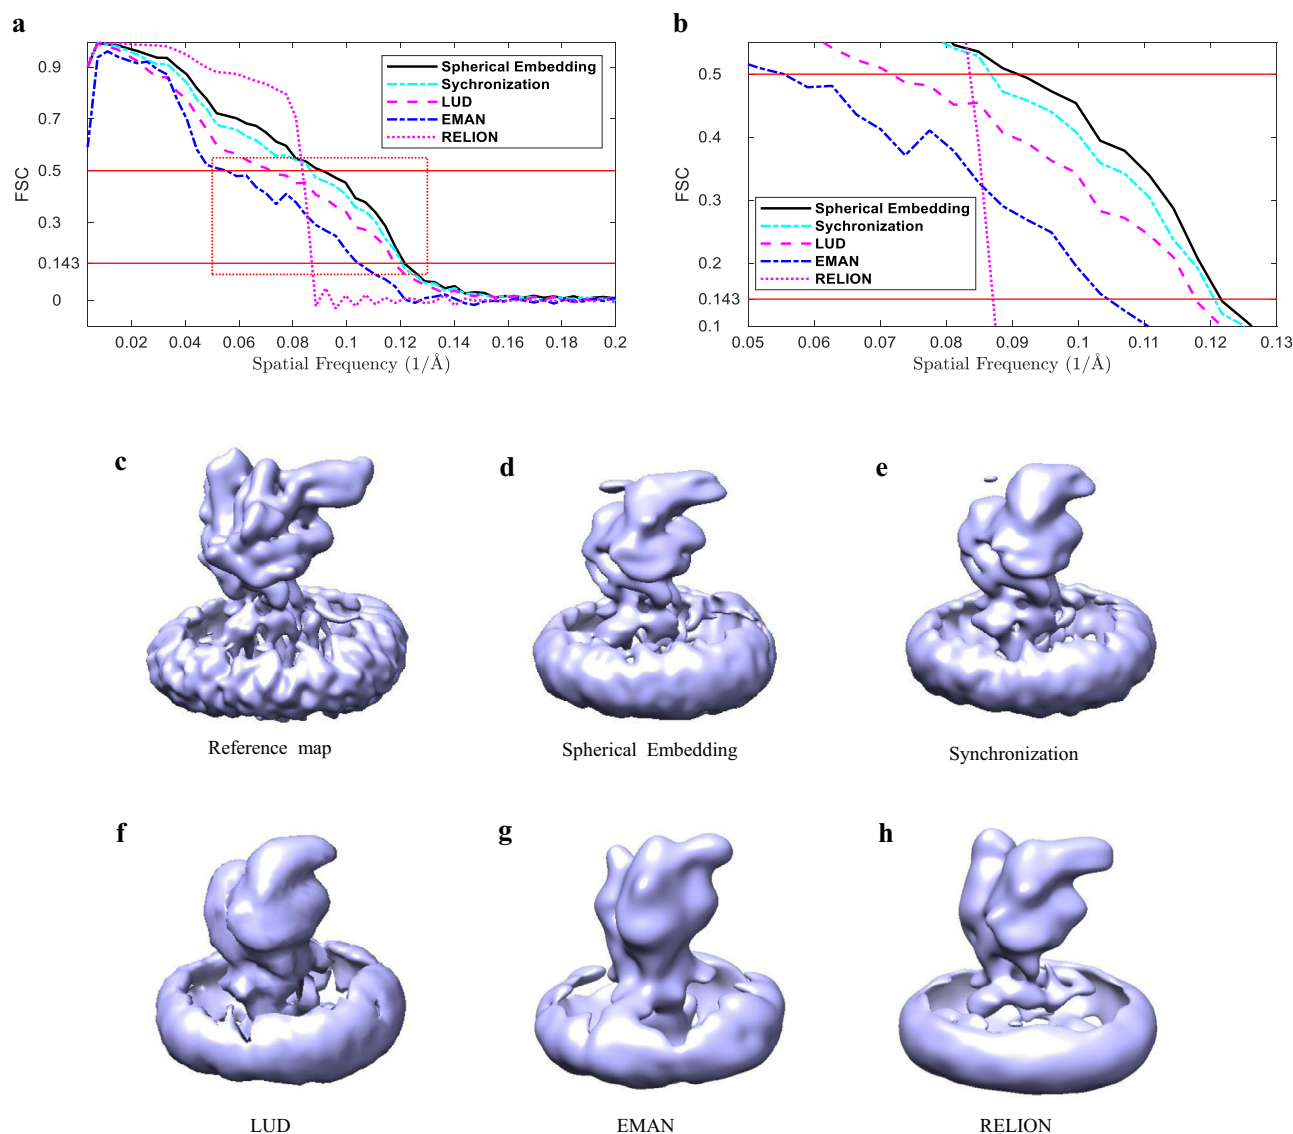 a
FSC
0.9
0.7
0.5
0.3
0.143
0
0.02 0.04 0.06 0.08 0.1 0.12 0.14 0.16 0.18 0.2
Spatial Frequency (1/Å)
Spherical Embedding
Sychronization
LUD
EMAN
RELION
b
FSC
0.5
0.4
0.3
0.2
0.143
0.1
0.05 0.06 0.07 0.08 0.09 0.1 0.11 0.12 0.13
Spatial Frequency (1/Å)
Spherical Embedding
Sychronization
LUD
EMAN
RELION
c
d
e
Reference map
Spherical Embedding
Synchronization
f
g
h
LUD
EMAN
RELION